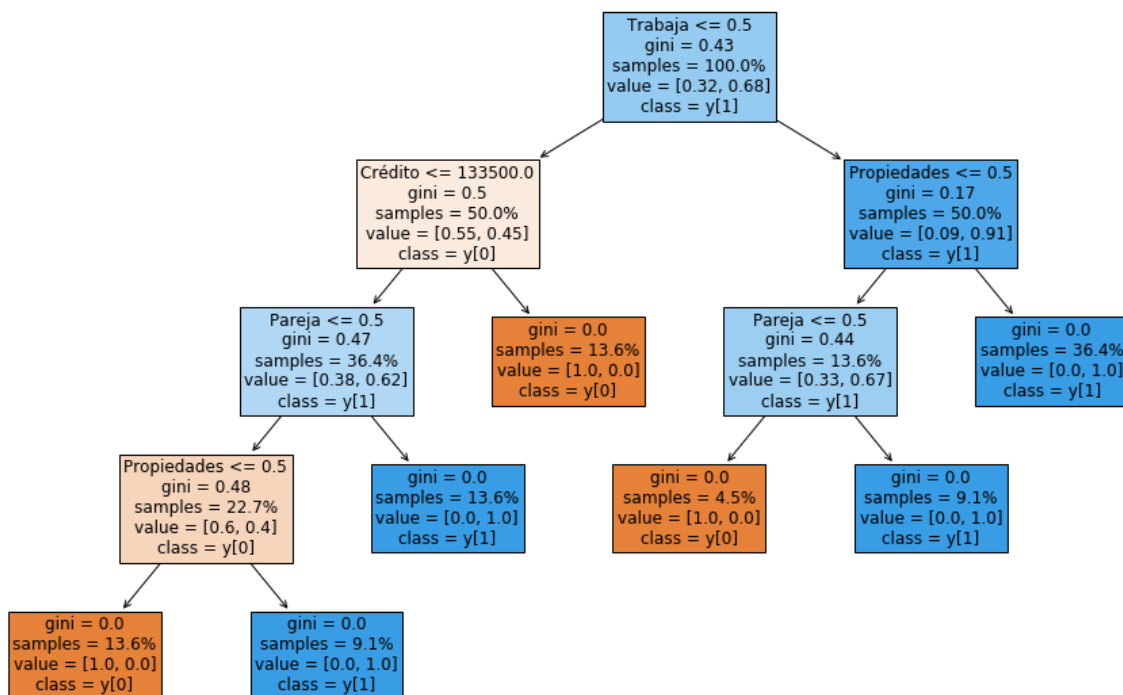 Trabaja <= 0.5
gini = 0.43
samples = 100.0%
value = [0.32, 0.68]
class = y[1]
Crédito <= 133500.0
gini = 0.5
samples = 50.0%
value = [0.55, 0.45]
class = y[0]
Propiedades <= 0.5
gini = 0.17
samples = 50.0%
value = [0.09, 0.91]
class = y[1]
Pareja <= 0.5
gini = 0.47
samples = 36.4%
value = [0.38, 0.62]
class = y[1]
gini = 0.0
samples = 13.6%
value = [1.0, 0.0]
class = y[0]
Pareja <= 0.5
gini = 0.44
samples = 13.6%
value = [0.33, 0.67]
class = y[1]
gini = 0.0
samples = 36.4%
value = [0.0, 1.0]
class = y[1]
Propiedades <= 0.5
gini = 0.48
samples = 22.7%
value = [0.6, 0.4]
class = y[0]
gini = 0.0
samples = 13.6%
value = [0.0, 1.0]
class = y[1]
gini = 0.0
samples = 4.5%
value = [1.0, 0.0]
class = y[0]
gini = 0.0
samples = 9.1%
value = [0.0, 1.0]
class = y[1]
gini = 0.0
samples = 13.6%
value = [1.0, 0.0]
class = y[0]
gini = 0.0
samples = 9.1%
value = [0.0, 1.0]
class = y[1]